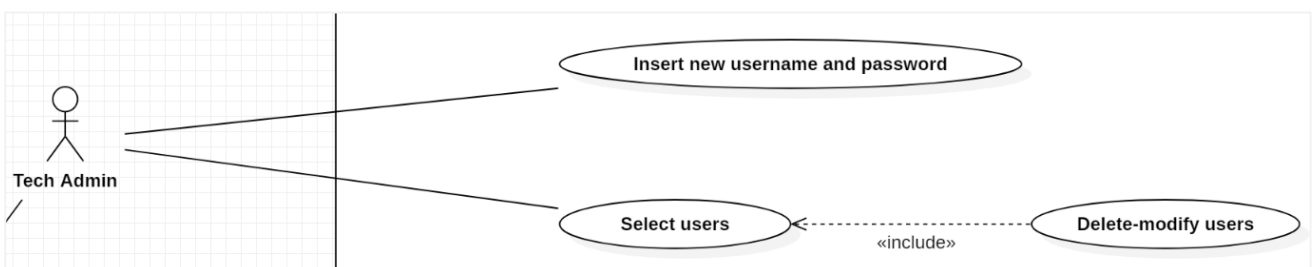 Insert new username and password
Tech Admin
Select users
«include»
Delete-modify users